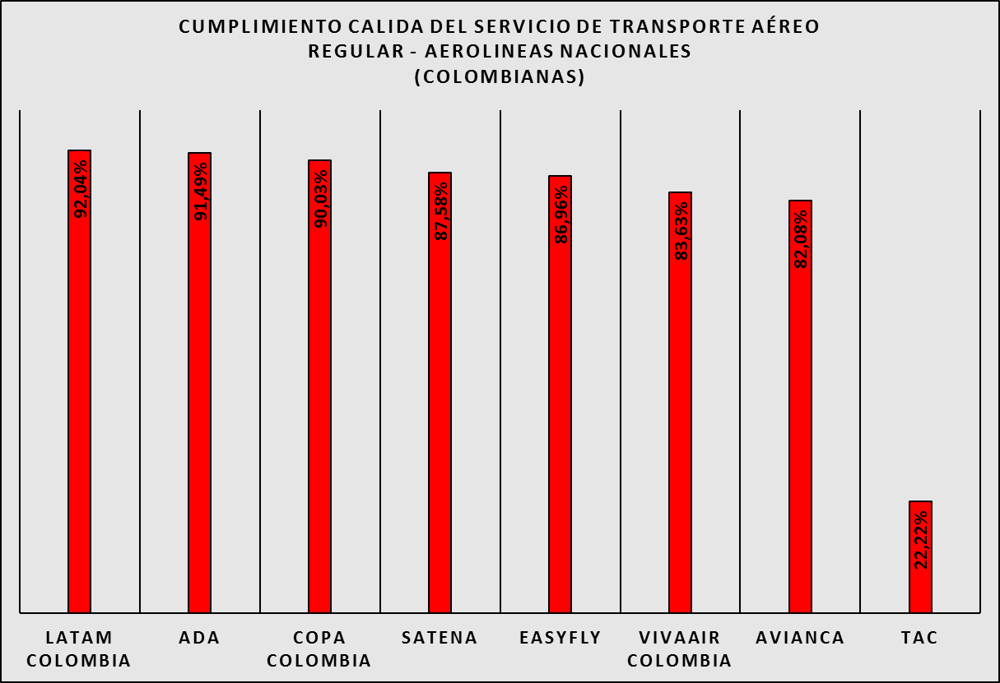 CUMPLIMIENTO CALIDA DEL SERVICIO DE TRANSPORTE AÉREO
REGULAR - AEROLINEAS NACIONALES
(COLOMBIANAS)
92,04%
91,49%
90,03%
87,58%
86,96%
83,63%
82,08%
22,22%
LATAM
COLOMBIA
ADA
COPA
COLOMBIA
SATENA
EASYFLY
VIVAAIR
COLOMBIA
AVIANCA
TAC